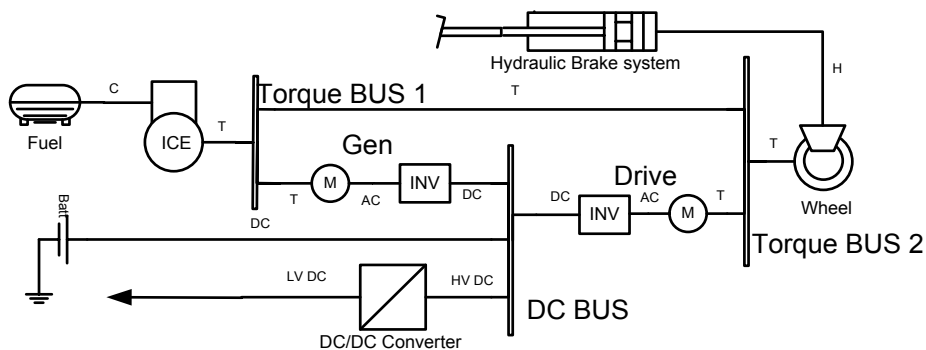 Hydraulic Brake system
H
C
Torque BUS 1
T
Fuel
ICE
T
T
Gen
M
INV
T
AC
DC
Drive
DC
INV
AC
M
T
Wheel
Batt
DC
Torque BUS 2
LV DC
HV DC
DC BUS
DC/DC Converter